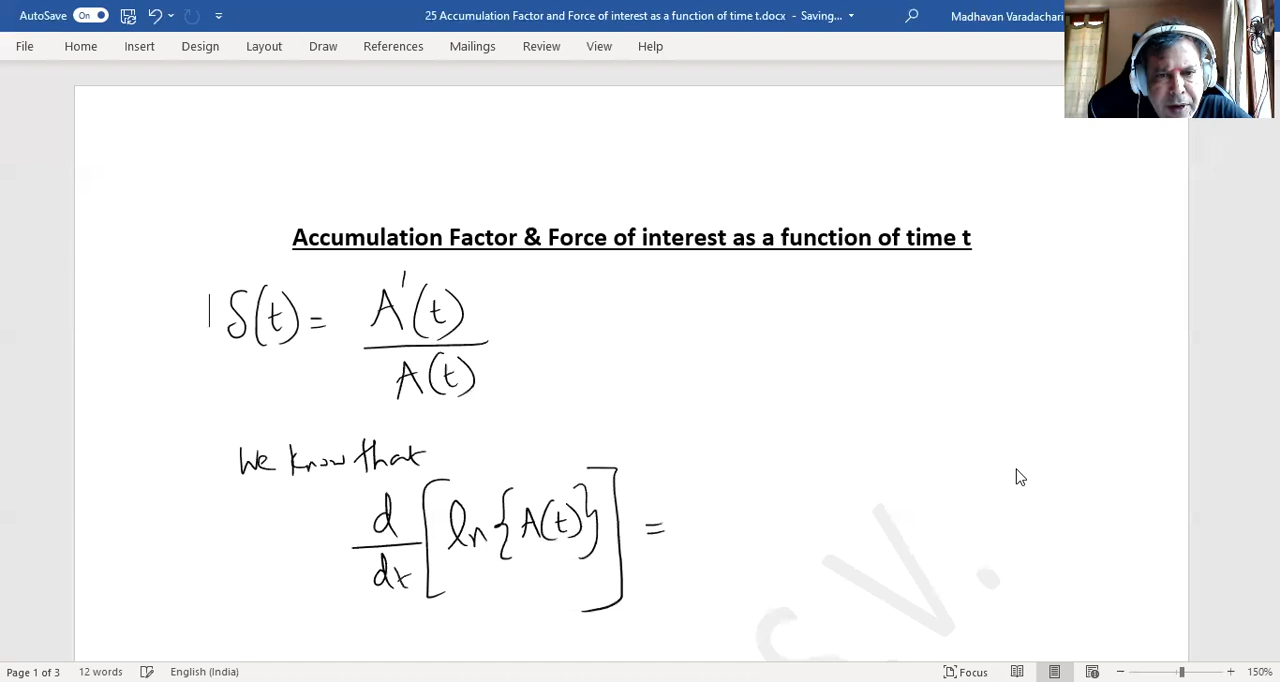 AutoSave On 25 Accumulation Factor and Force of interest as a function of time t.docx - Saving... Madhavan Varadachari
File Home Insert Design Layout Draw References Mailings Review View Help
Accumulation Factor & Force of interest as a function of time t
δ(t) = A'(t) / A(t)
We know that
d/dx [ln{A(t)}] =
S V.
Page 1 of 3 12 words English (India) Focus 150%